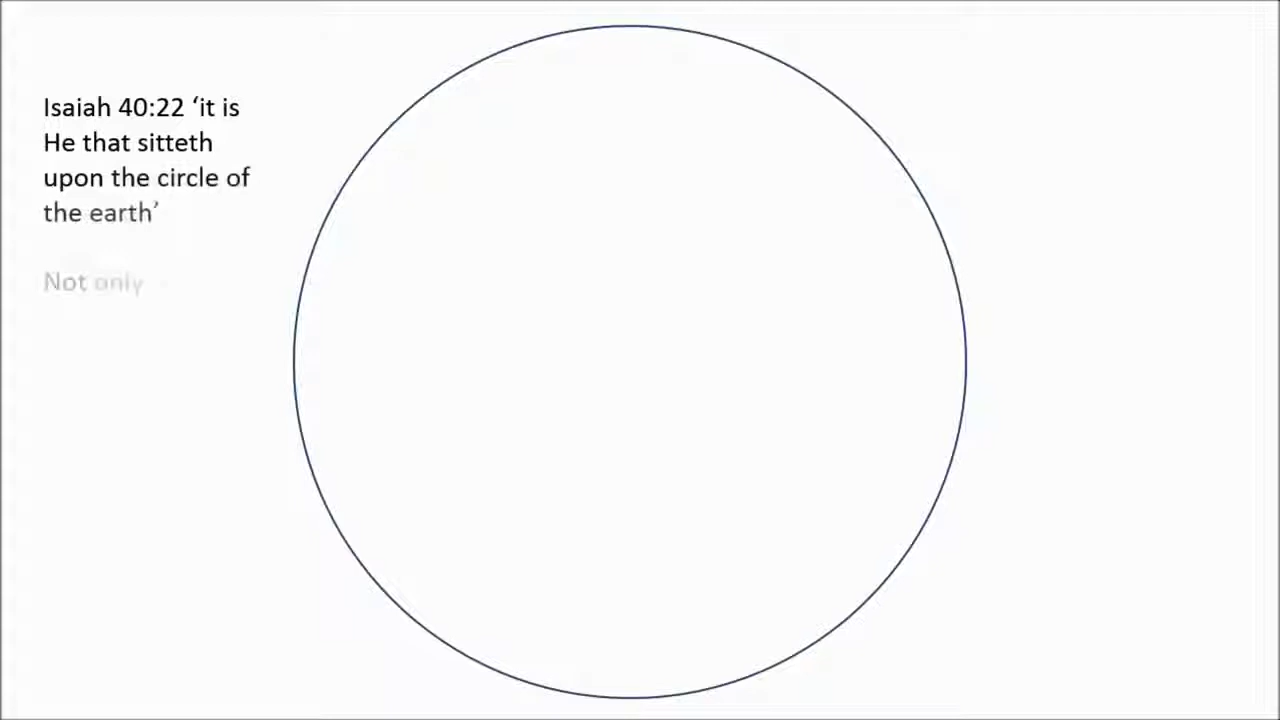 Isaiah 40:22 ‘it is
He that sitteth
upon the circle of
the earth’
Not only